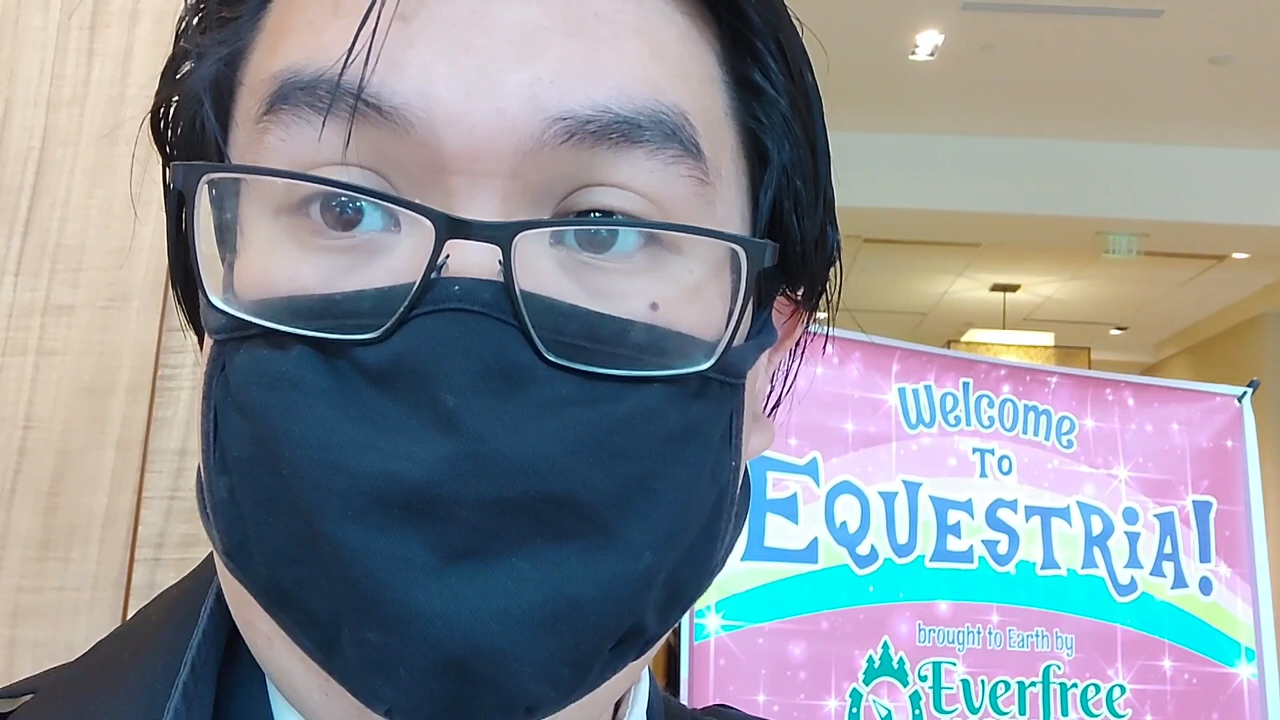 Welcome
To
EQUESTRiA!
brought to Earth by
Everfree